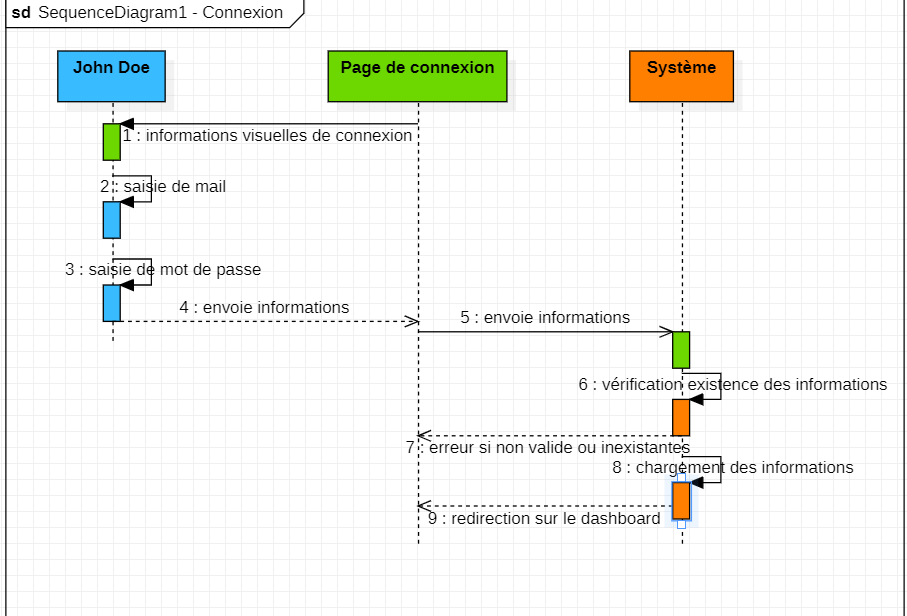 sd SequenceDiagram1 - Connexion
John Doe
Page de connexion
Système
1 : informations visuelles de connexion
2 : saisie de mail
3 : saisie de mot de passe
4 : envoie informations
5 : envoie informations
6 : vérification existence des informations
7 : erreur si non valide ou inexistantes
8 : chargement des informations
9 : redirection sur le dashboard